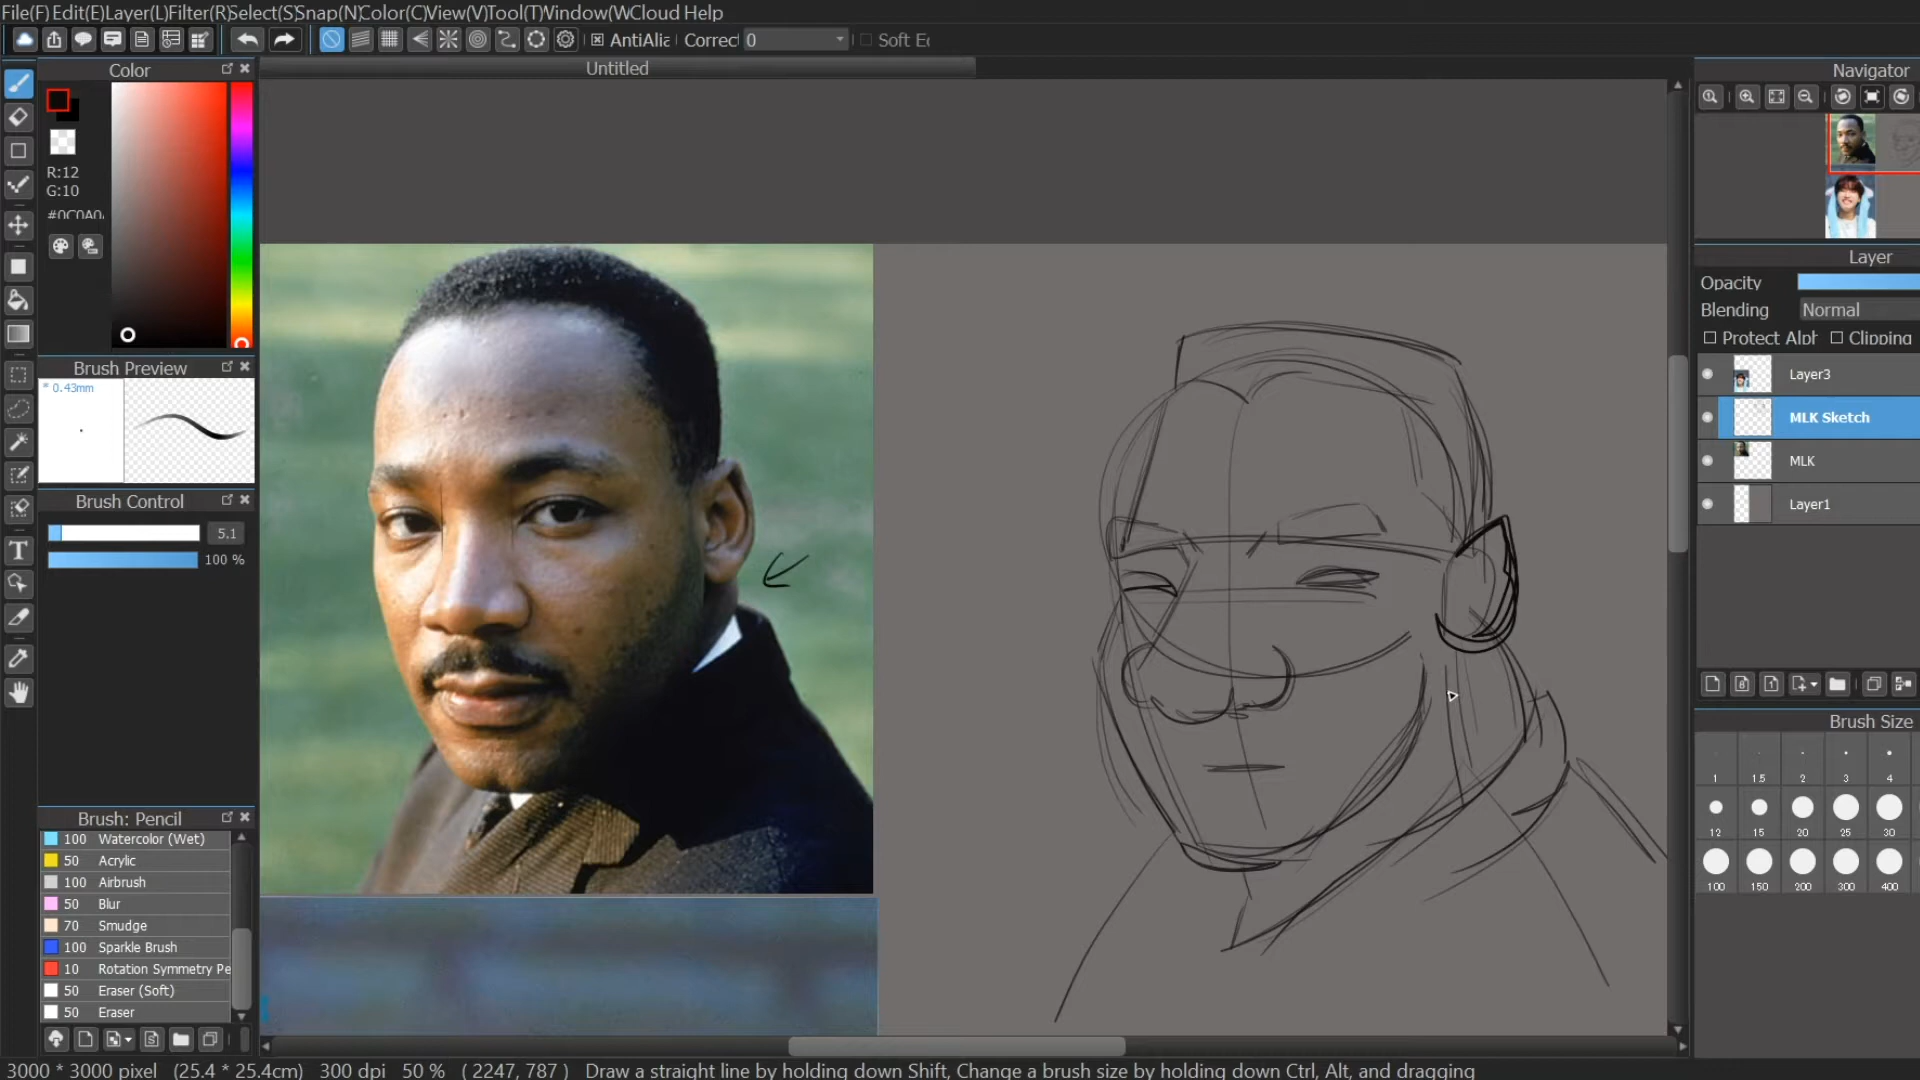 File(F) Edit(E) Layer(L) Filter(R) Select(S) Snap(N) Color(C) View(V) Tool(T) Window(W Cloud Help
AntiAlia Correct 0 Soft Ed
Color
Untitled
Navigator
R:12
G:10
#0C0A0
Layer
Opacity
Blending Normal
Protect Alph Clipping
Brush Preview
* 0.43mm
Layer3
MLK Sketch
MLK
Layer1
Brush Control
5.1
100 %
T
Brush Size
1 1.5 2 3 4
12 15 20 25 30
100 150 200 300 400
Brush: Pencil
100 Watercolor (Wet)
50 Acrylic
100 Airbrush
50 Blur
70 Smudge
100 Sparkle Brush
10 Rotation Symmetry Pe
50 Eraser (Soft)
50 Eraser
3000 * 3000 pixel (25.4 * 25.4cm) 300 dpi 50 % ( 2247, 787 ) Draw a straight line by holding down Shift, Change a brush size by holding down Ctrl, Alt, and dragging